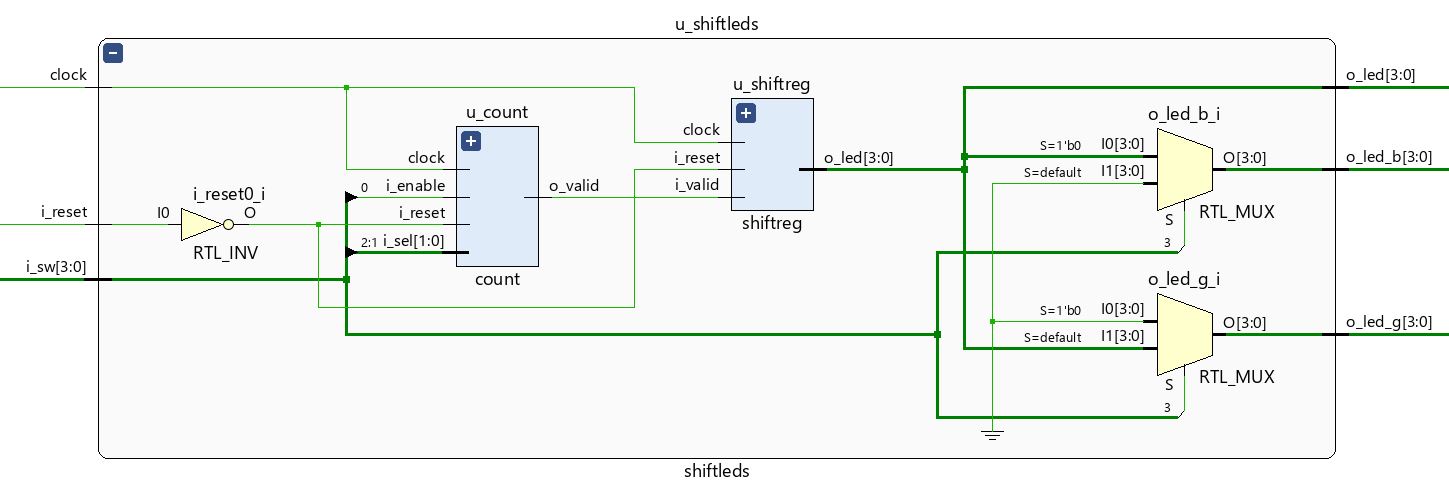 u_shiftleds
clock
o_led[3:0]
u_shiftreg
u_count
clock
o_led_b_i
S=1'b0 I0[3:0]
clock
i_reset
o_led[3:0]
O[3:0]
o_led_b[3:0]
S=default I1[3:0]
0 i_enable
o_valid
i_valid
i_reset0_i
i_reset
I0
O
i_reset
shiftreg
S
RTL_MUX
RTL_INV
2:1 i_sel[1:0]
3
i_sw[3:0]
count
o_led_g_i
S=1'b0 I0[3:0]
O[3:0]
o_led_g[3:0]
S=default I1[3:0]
S
RTL_MUX
3
shiftleds